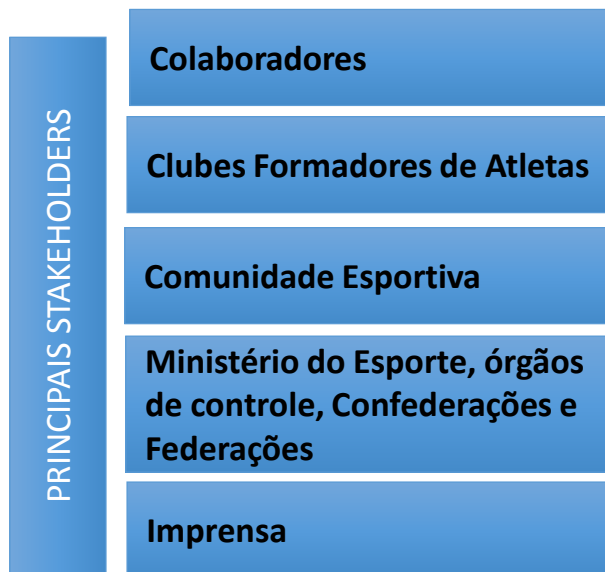 PRINCIPAIS STAKEHOLDERS
Colaboradores
Clubes Formadores de Atletas
Comunidade Esportiva
Ministério do Esporte, órgãos
de controle, Confederações e
Federações
Imprensa